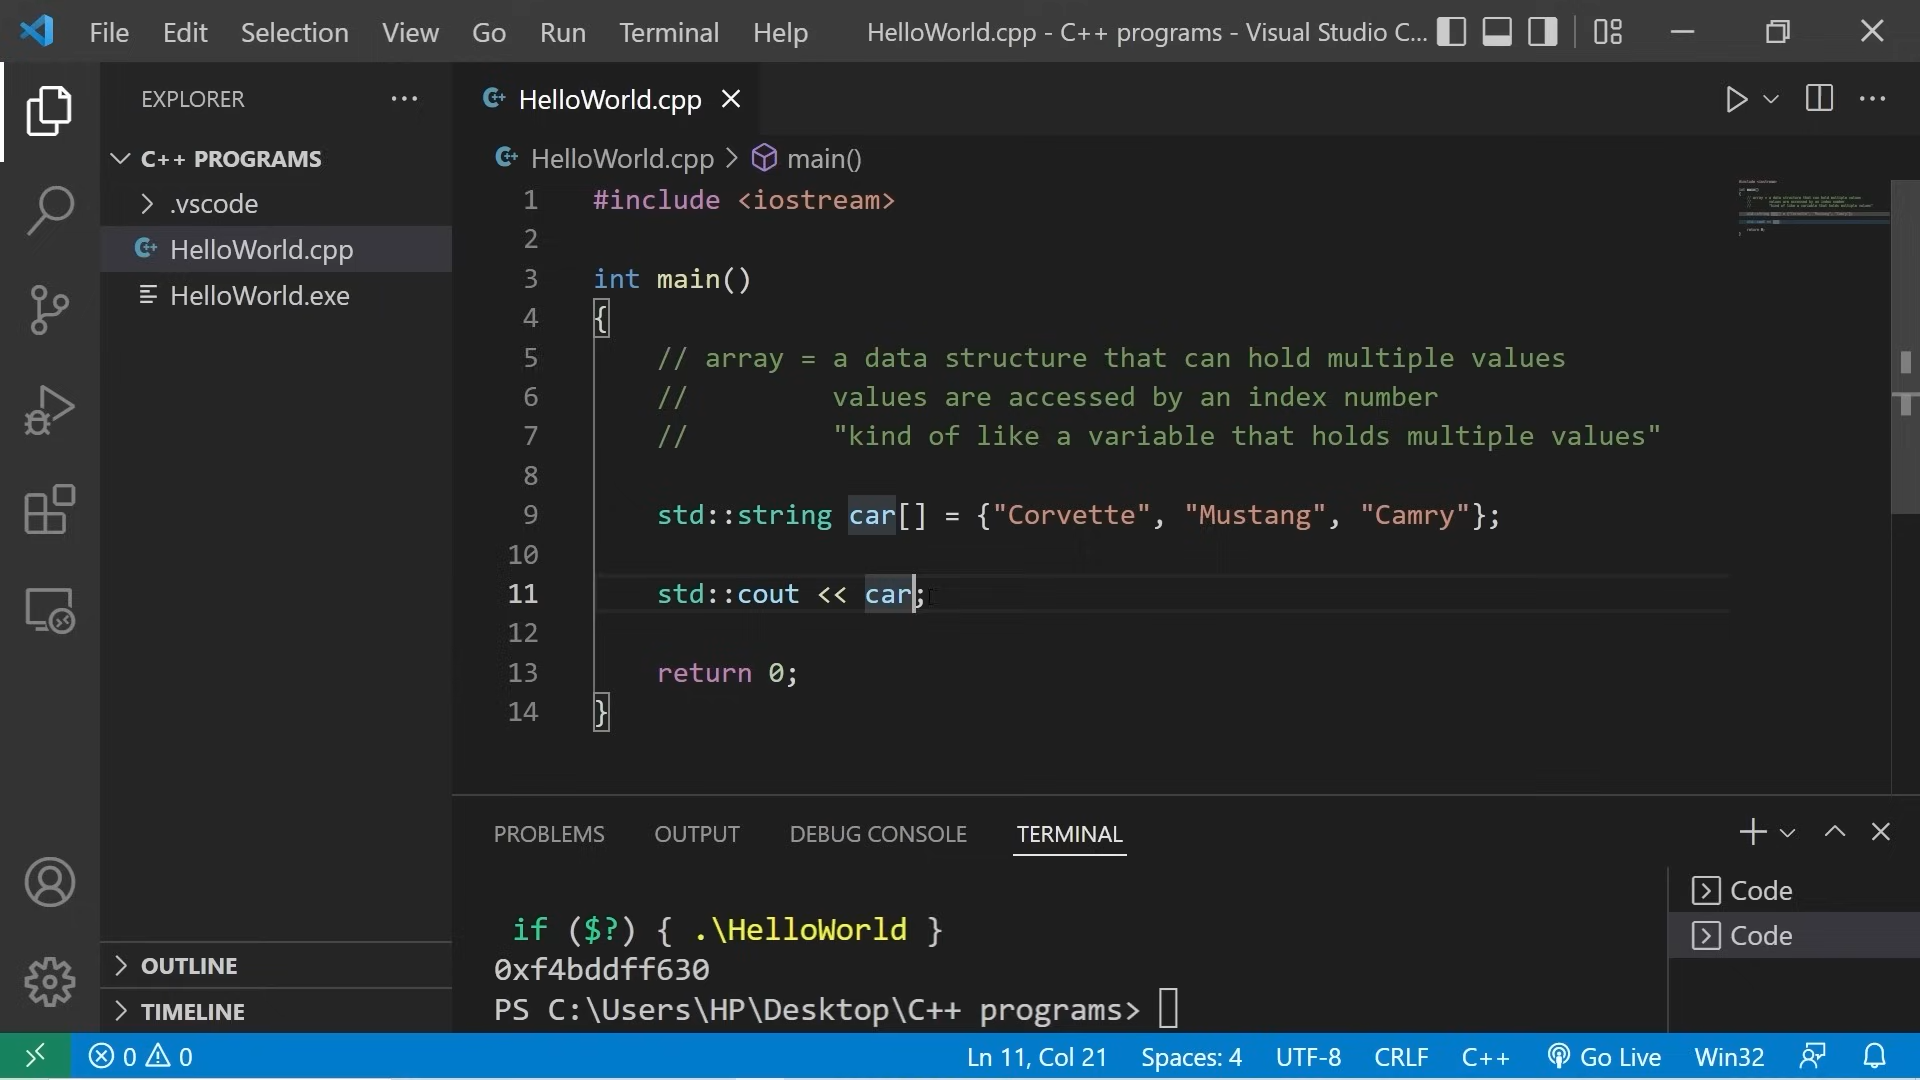 File Edit Selection View Go Run Terminal Help HelloWorld.cpp - C++ programs - Visual Studio C...
EXPLORER
C++ PROGRAMS
.vscode
HelloWorld.cpp
HelloWorld.exe
OUTLINE
TIMELINE
HelloWorld.cpp
HelloWorld.cpp > main()
1 #include <iostream>
2
3 int main()
4 {
5 // array = a data structure that can hold multiple values
6 // values are accessed by an index number
7 // "kind of like a variable that holds multiple values"
8
9 std::string car[] = {"Corvette", "Mustang", "Camry"};
10
11 std::cout << car;
12
13 return 0;
14 }
PROBLEMS OUTPUT DEBUG CONSOLE TERMINAL
if ($?) { .\HelloWorld }
0xf4bddff630
PS C:\Users\HP\Desktop\C++ programs>
Code
Code
0 0 Ln 11, Col 21 Spaces: 4 UTF-8 CRLF C++ Go Live Win32